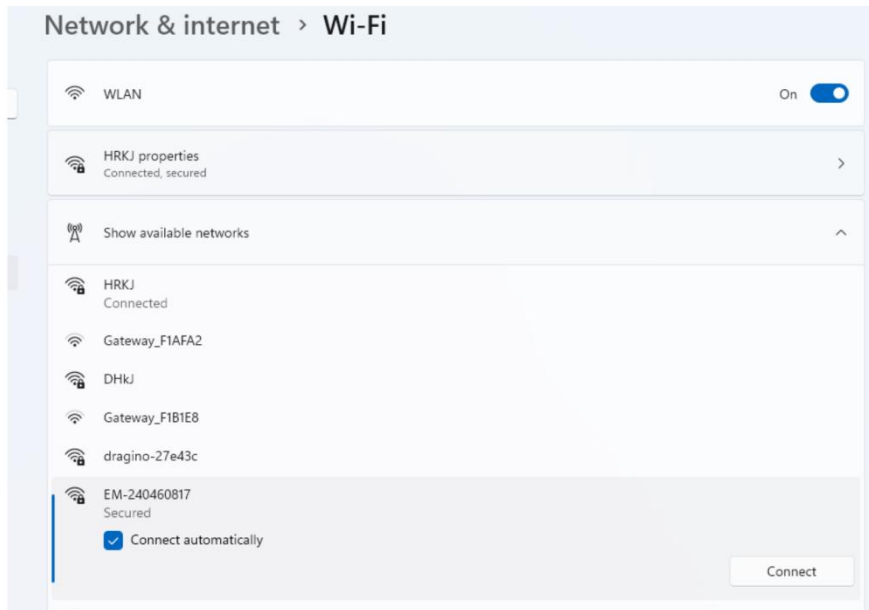 Network & internet > Wi-Fi
WLAN
On
HRKJ properties
Connected, secured
Show available networks
HRKJ
Connected
Gateway_F1AFA2
DHkJ
Gateway_F1B1E8
dragino-27e43c
EM-240460817
Secured
Connect automatically
Connect